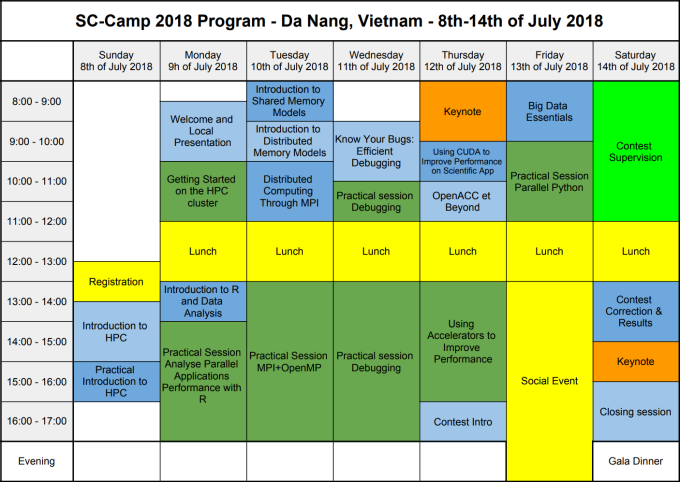 SC-Camp 2018 Program - Da Nang, Vietnam - 8th-14th of July 2018
Sunday
8th of July 2018
Monday
9h of July 2018
Tuesday
10th of July 2018
Wednesday
11th of July 2018
Thursday
12th of July 2018
Friday
13th of July 2018
Saturday
14th of July 2018
8:00 - 9:00
9:00 - 10:00
10:00 - 11:00
11:00 - 12:00
12:00 - 13:00
13:00 - 14:00
14:00 - 15:00
15:00 - 16:00
16:00 - 17:00
Evening
Registration
Introduction to
HPC
Practical
Introduction to
HPC
Welcome and
Local
Presentation
Getting Started
on the HPC
cluster
Lunch
Introduction to R
and Data
Analysis
Practical Session
Analyse Parallel
Applications
Performance with
R
Introduction to
Shared Memory
Models
Introduction to
Distributed
Memory Models
Distributed
Computing
Through MPI
Lunch
Practical Session
MPI+OpenMP
Know Your Bugs:
Efficient
Debugging
Practical session
Debugging
Lunch
Practical session
Debugging
Keynote
Using CUDA to
Improve Performance
on Scientific App
OpenACC et
Beyond
Lunch
Using
Accelerators to
Improve
Performance
Contest Intro
Big Data
Essentials
Practical Session
Parallel Python
Lunch
Social Event
Contest
Supervision
Lunch
Contest
Correction &
Results
Keynote
Closing session
Gala Dinner